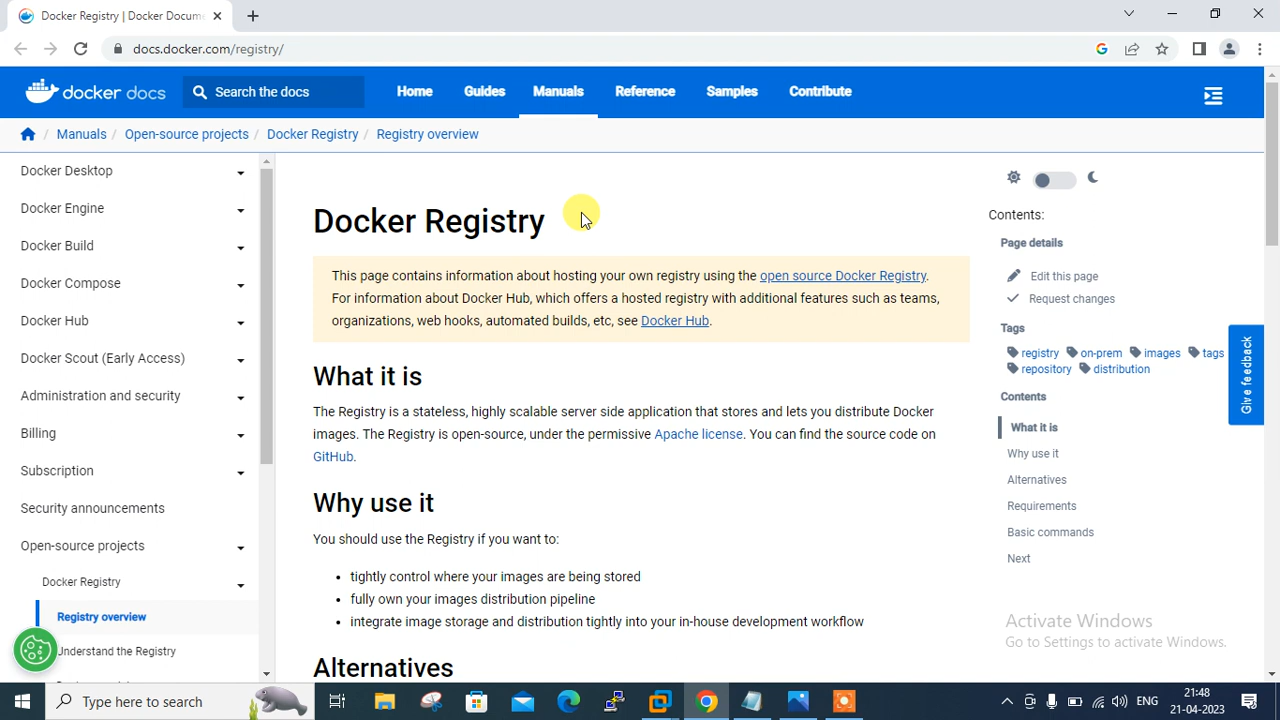 Docker Registry | Docker Docume
docs.docker.com/registry/
docker docs
Search the docs
Home
Guides
Manuals
Reference
Samples
Contribute
Manuals / Open-source projects / Docker Registry / Registry overview
Docker Desktop
Docker Engine
Docker Build
Docker Compose
Docker Hub
Docker Scout (Early Access)
Administration and security
Billing
Subscription
Security announcements
Open-source projects
Docker Registry
Registry overview
Understand the Registry
Docker Registry
This page contains information about hosting your own registry using the open source Docker Registry.
For information about Docker Hub, which offers a hosted registry with additional features such as teams,
organizations, web hooks, automated builds, etc, see Docker Hub.
What it is
The Registry is a stateless, highly scalable server side application that stores and lets you distribute Docker
images. The Registry is open-source, under the permissive Apache license. You can find the source code on
GitHub.
Why use it
You should use the Registry if you want to:
• tightly control where your images are being stored
• fully own your images distribution pipeline
• integrate image storage and distribution tightly into your in-house development workflow
Alternatives
Contents:
Page details
Edit this page
Request changes
Tags
registry on-prem images tags
repository distribution
Contents
What it is
Why use it
Alternatives
Requirements
Basic commands
Next
Give feedback
Activate Windows
Go to Settings to activate Windows.
Type here to search
ENG
21:48
21-04-2023